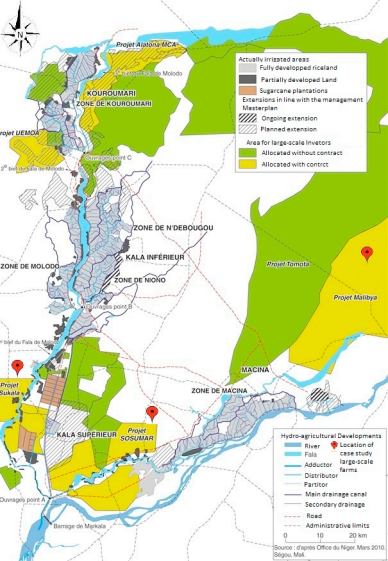 N
Projet Alatona MCA
Actually irrigated areas
Fully developped riceland
Partially developed Land
Sugarcane plantations
Extensions in line with the management
Masterplan
Ongoing extension
Planned extension
Area for large-scale Invetors
Allocated without contract
Allocated with contrct
KOUROUMARI
ZONE DE KOUROUMARI
Projet UEMOA
Ouvrages point C
ZONE DE N'DEBOUGOU
KALA INFÉRIEUR
ZONE DE MOLODO
ZONE DE NIONO
Projet Tomota
Projet Malibya
Ouvrages point B
MACINA
ZONE DE MACINA
Projet
Sukala
Projet
SOSUMAR
KALA SUPÉRIEUR
Ouvrages point A
Barrage de Markala
Hydro-agricultural Developments
River
Fala
Adductor
Distributor
Partitor
Main drainage canal
Secondary drainage
Road
Administrative limits
Location of
case study
large-scale
farms
0 10 20 km
Source : d'après Office du Niger. Mars 2010.
Ségou, Mali.